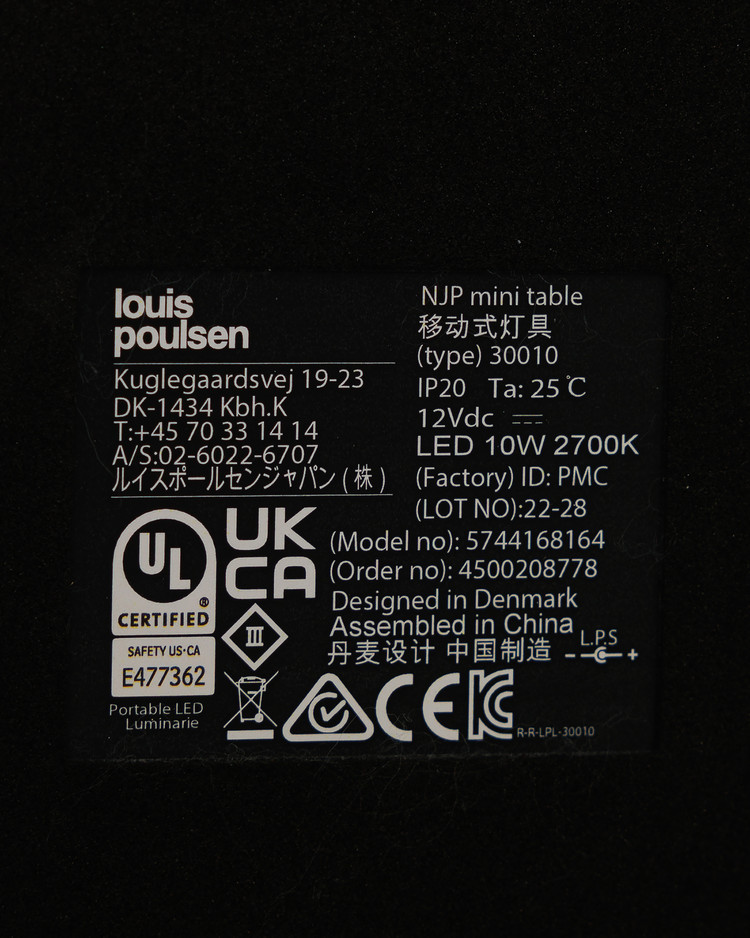 louis
poulsen
Kuglegaardsvej 19-23
DK-1434 Kbh.K
T:+45 70 33 14 14
A/S:02-6022-6707
ルイスポールセンジャパン (株)
NJP mini table
移动式灯具
(type) 30010
IP20 Ta: 25℃
12Vdc
LED 10W 2700K
(Factory) ID: PMC
(LOT NO):22-28
(Model no): 5744168164
(Order no): 4500208778
Designed in Denmark
Assembled in China
丹麦设计 中国制造
L.P.S
- +
UL
CERTIFIED
SAFETY US·CA
E477362
Portable LED
Luminarie
UK
CA
III
CE
KC
R-R-LPL-30010